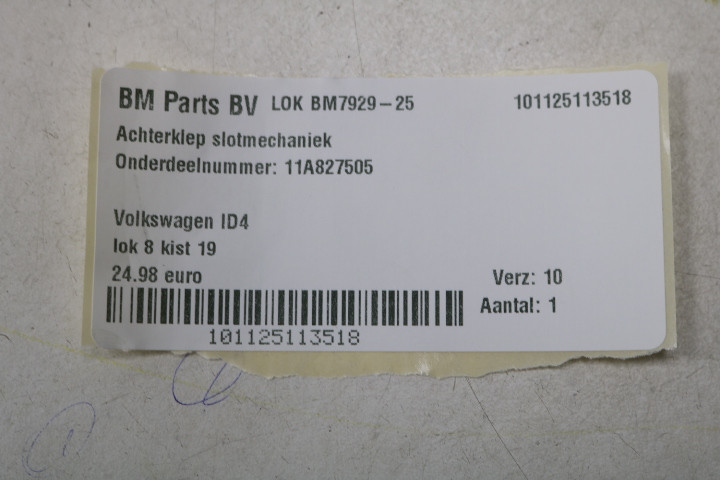 BM Parts BV LOK BM7929-25 101125113518
Achterklep slotmechaniek
Onderdeelnummer: 11A827505
Volkswagen ID4
lok 8 kist 19
24.98 euro Verz: 10
Aantal: 1
101125113518